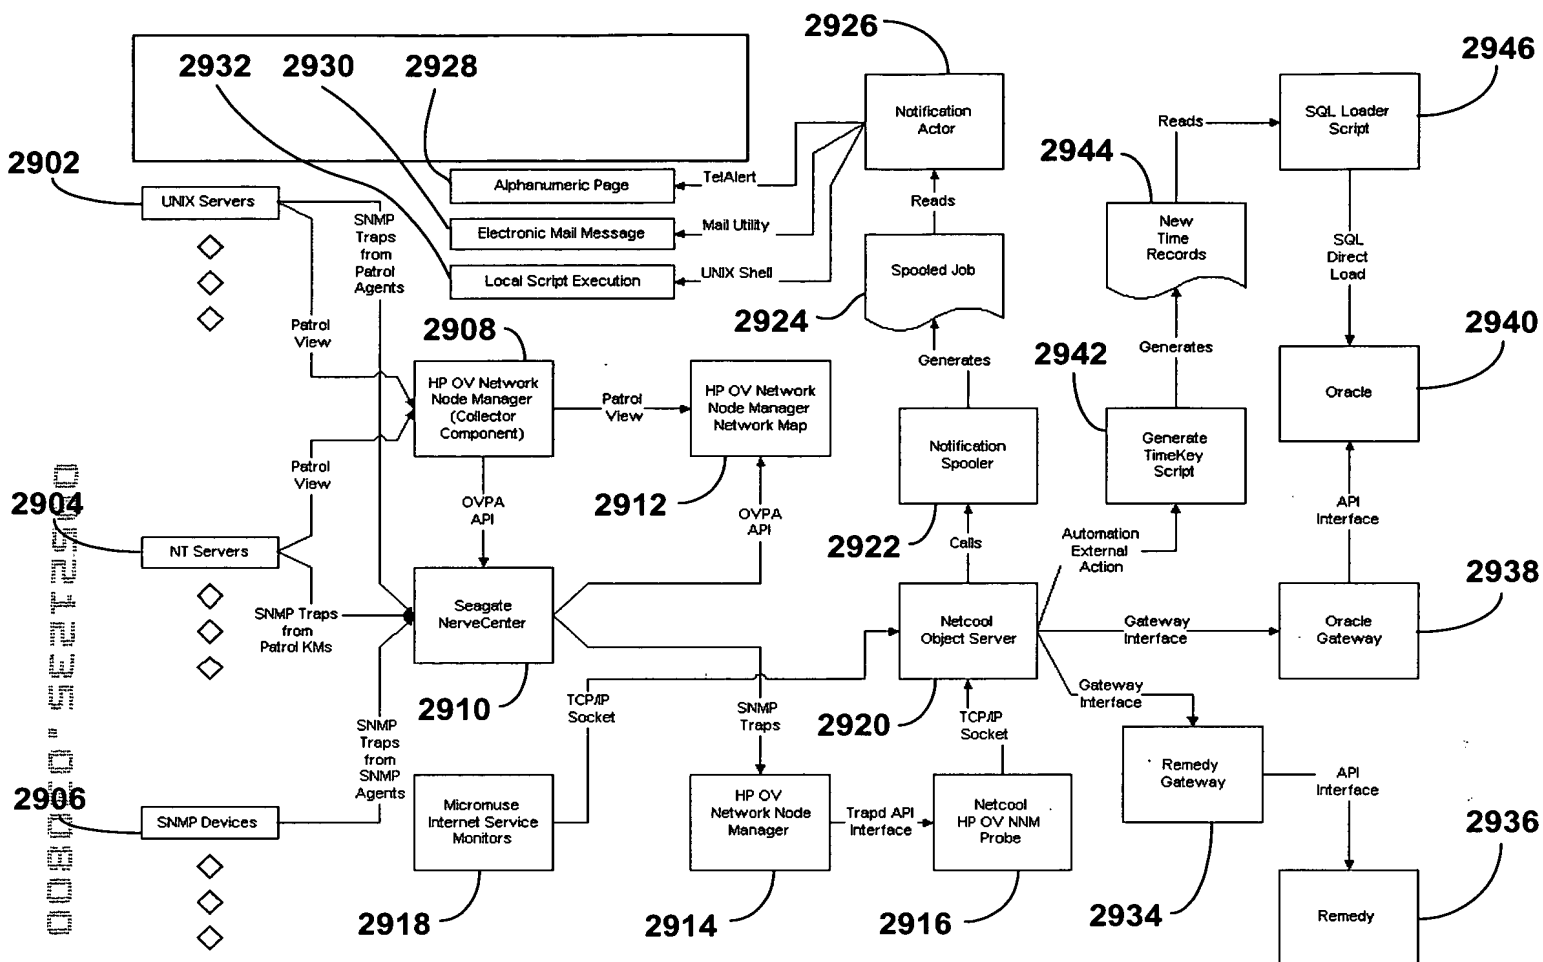 2926
2946
2932
2930
2928
Notification
Actor
SQL Loader
Script
Reads
2944
2902
Alphanumeric Page
TelAlert
UNIX Servers
SNMP
Traps
from
Patrol
Agents
Reads
Electronic Mail Message
Mail Utility
New
Time
Records
SQL
Direct
Load
Local Script Execution
UNIX Shell
Spooled Job
2924
2908
2940
Patrol
View
Generates
2942
Generates
HP OV Network
Node Manager
(Collector
Component)
Patrol
View
HP OV Network
Node Manager
Network Map
Oracle
Notification
Spooler
Generate
TimeKey
Script
Patrol
View
2904
OVPA
API
2912
OVPA
API
API
Interface
NT Servers
2922
Calls
Automation
External
Action
2938
SNMP Traps
from
Patrol KMs
Seagate
NerveCenter
Netcool
Object Server
Gateway
Interface
Oracle
Gateway
2910
TCP/IP
Socket
2920
Gateway
Interface
SNMP
Traps
from
SNMP
Agents
SNMP
Traps
TCP/IP
Socket
2906
Remedy
Gateway
API
Interface
SNMP Devices
Micromuse
Internet Service
Monitors
HP OV
Network Node
Manager
Trapd API
Interface
Netcool
HP OV NNM
Probe
2936
2918
2914
2916
2934
Remedy